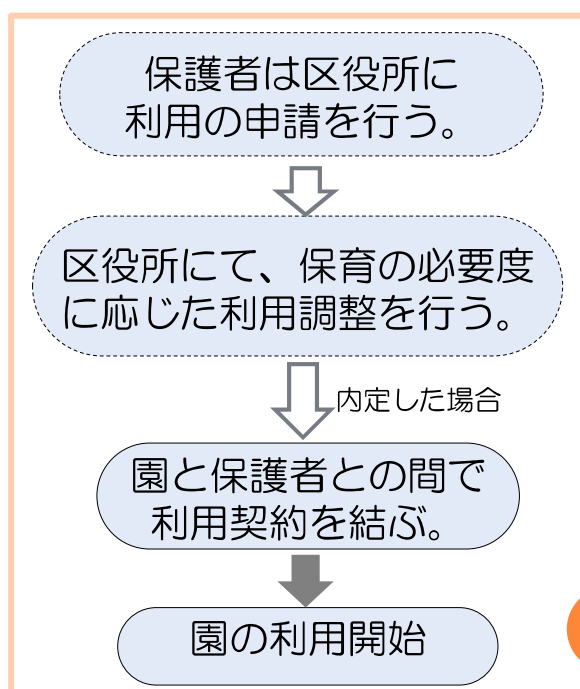 保護者は区役所に
利用の申請を行う。
区役所にて、保育の必要度
に応じた利用調整を行う。
内定した場合
園と保護者との間で
利用契約を結ぶ。
園の利用開始